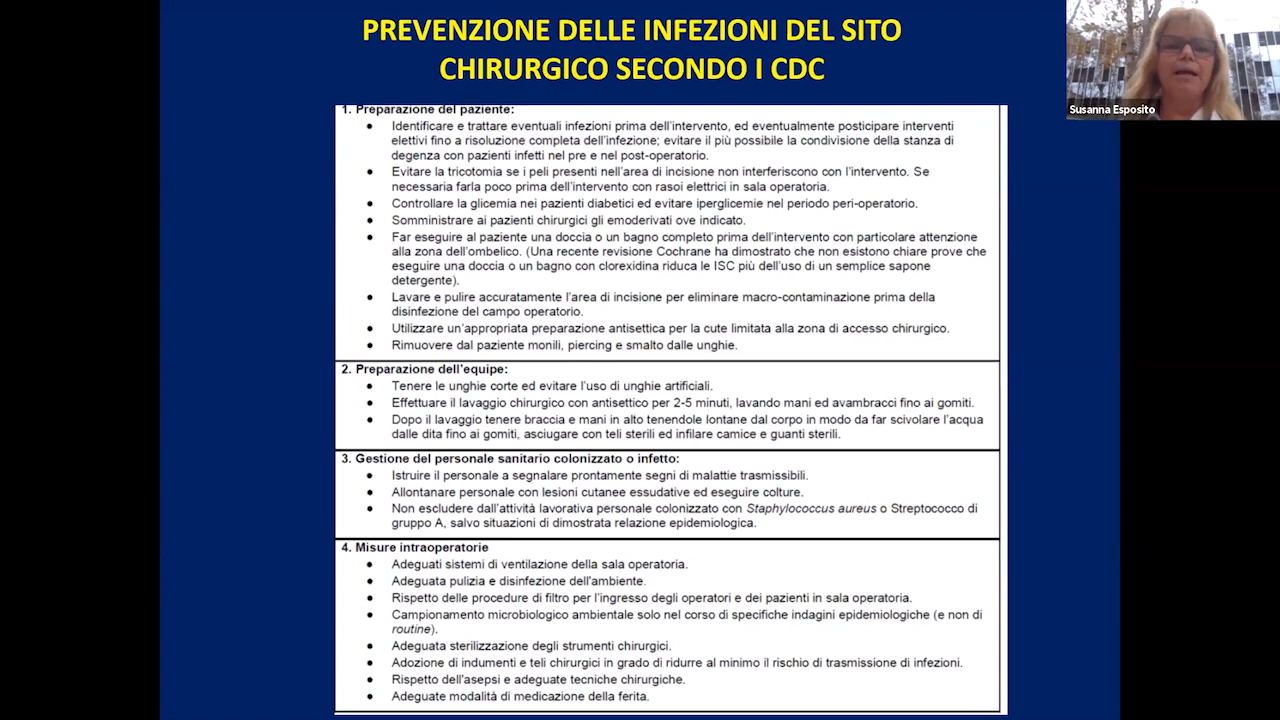 PREVENZIONE DELLE INFEZIONI DEL SITO
CHIRURGICO SECONDO I CDC
Susanna Esposito
1. Preparazione del paziente:
• Identificare e trattare eventuali infezioni prima dell'intervento, ed eventualmente posticipare interventi
elettivi fino a risoluzione completa dell'infezione; evitare il più possibile la condivisione della stanza di
degenza con pazienti infetti nel pre e nel post-operatorio.
• Evitare la tricotomia se i peli presenti nell'area di incisione non interferiscono con l'intervento. Se
necessaria farla poco prima dell'intervento con rasoi elettrici in sala operatoria.
• Controllare la glicemia nei pazienti diabetici ed evitare iperglicemie nel periodo peri-operatorio.
• Somministrare ai pazienti chirurgici gli emoderivati ove indicato.
• Far eseguire al paziente una doccia o un bagno completo prima dell'intervento con particolare attenzione
alla zona dell'ombelico. (Una recente revisione Cochrane ha dimostrato che non esistono chiare prove che
eseguire una doccia o un bagno con clorexidina riduca le ISC più dell'uso di un semplice sapone
detergente).
• Lavare e pulire accuratamente l'area di incisione per eliminare macro-contaminazione prima della
disinfezione del campo operatorio.
• Utilizzare un'appropriata preparazione antisettica per la cute limitata alla zona di accesso chirurgico.
• Rimuovere dal paziente monili, piercing e smalto dalle unghie.
2. Preparazione dell'equipe:
• Tenere le unghie corte ed evitare l'uso di unghie artificiali.
• Effettuare il lavaggio chirurgico con antisettico per 2-5 minuti, lavando mani ed avambracci fino ai gomiti.
• Dopo il lavaggio tenere braccia e mani in alto tenendole lontane dal corpo in modo da far scivolare l'acqua
dalle dita fino ai gomiti, asciugare con teli sterili ed infilare camice e guanti sterili.
3. Gestione del personale sanitario colonizzato o infetto:
• Istruire il personale a segnalare prontamente segni di malattie trasmissibili.
• Allontanare personale con lesioni cutanee essudative ed eseguire colture.
• Non escludere dall'attività lavorativa personale colonizzato con Staphylococcus aureus o Streptococco di
gruppo A, salvo situazioni di dimostrata relazione epidemiologica.
4. Misure intraoperatorie
• Adeguati sistemi di ventilazione della sala operatoria.
• Adeguata pulizia e disinfezione dell'ambiente.
• Rispetto delle procedure di filtro per l'ingresso degli operatori e dei pazienti in sala operatoria.
• Campionamento microbiologico ambientale solo nel corso di specifiche indagini epidemiologiche (e non di
routine).
• Adeguata sterilizzazione degli strumenti chirurgici.
• Adozione di indumenti e teli chirurgici in grado di ridurre al minimo il rischio di trasmissione di infezioni.
• Rispetto dell'asepsi e adeguate tecniche chirurgiche.
• Adeguate modalità di medicazione della ferita.